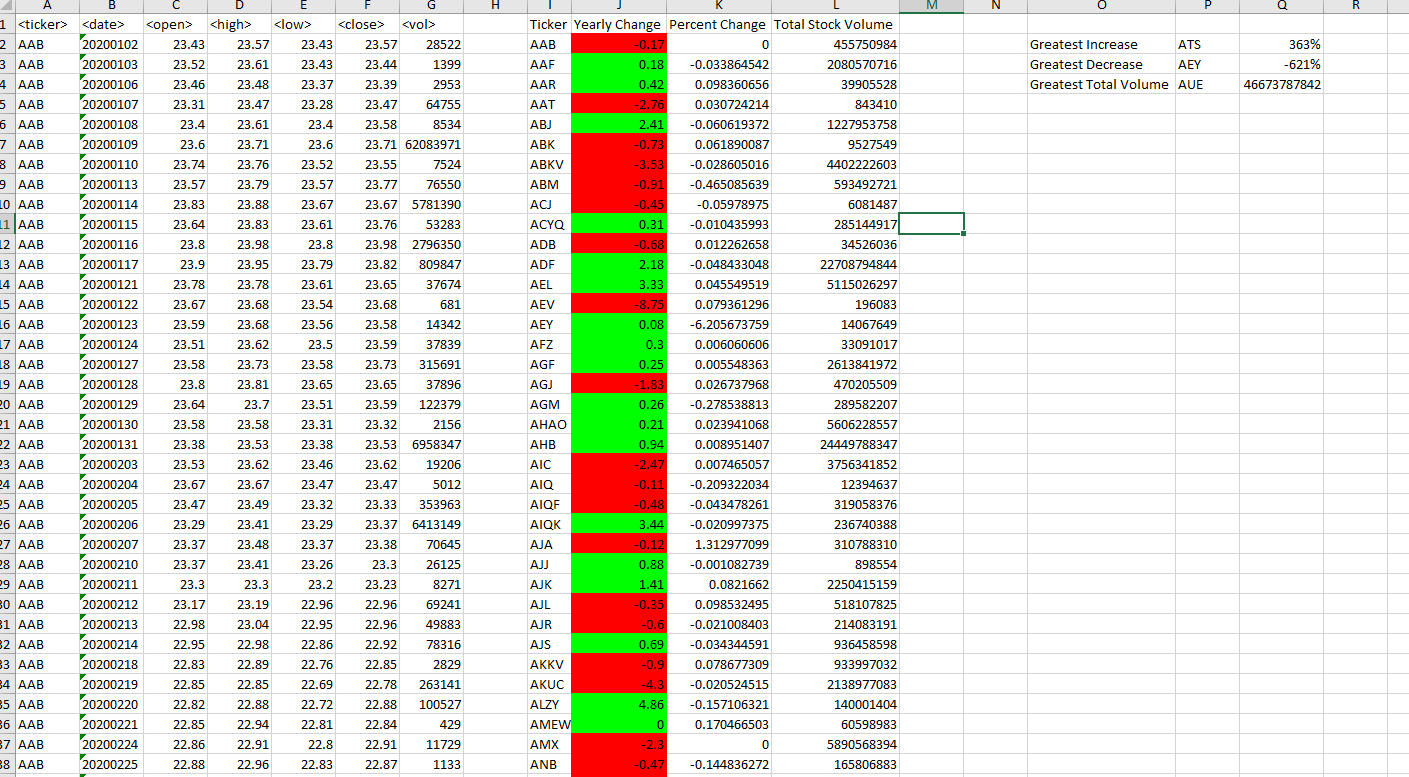 A B C D E F G H I J K L M N O P Q R
1 <ticker> <date> <open> <high> <low> <close> <vol> Ticker Yearly Change Percent Change Total Stock Volume
2 AAB 20200102 23.43 23.57 23.43 23.57 28522 AAB -0.17 0 455750984 Greatest Increase ATS 363%
3 AAB 20200103 23.52 23.61 23.43 23.44 1399 AAF 0.18 -0.033864542 2080570716 Greatest Decrease AEY -621%
4 AAB 20200106 23.46 23.48 23.37 23.39 2953 AAR 0.42 0.098360656 39905528 Greatest Total Volume AUE 46673787842
5 AAB 20200107 23.31 23.47 23.28 23.47 64755 AAT -2.76 0.030724214 843410
6 AAB 20200108 23.4 23.61 23.4 23.58 8534 ABJ 2.41 -0.060619372 1227953758
7 AAB 20200109 23.6 23.71 23.6 23.71 62083971 ABK -0.73 0.061890087 9527549
8 AAB 20200110 23.74 23.76 23.52 23.55 7524 ABKV -3.53 -0.028605016 4402222603
9 AAB 20200113 23.57 23.79 23.57 23.77 76550 ABM -0.91 -0.465085639 593492721
10 AAB 20200114 23.83 23.88 23.67 23.67 5781390 ACJ -0.45 -0.05978975 6081487
11 AAB 20200115 23.64 23.83 23.61 23.76 53283 ACYQ 0.31 -0.010435993 285144917
12 AAB 20200116 23.8 23.98 23.8 23.98 2796350 ADB -0.68 0.012262658 34526036
13 AAB 20200117 23.9 23.95 23.79 23.82 809847 ADF 2.18 -0.048433048 22708794844
14 AAB 20200121 23.78 23.78 23.61 23.65 37674 AEL 3.33 0.045549519 5115026297
15 AAB 20200122 23.67 23.68 23.54 23.68 681 AEV -8.75 0.079361296 196083
16 AAB 20200123 23.59 23.68 23.56 23.58 14342 AEY 0.08 -6.205673759 14067649
17 AAB 20200124 23.51 23.62 23.5 23.59 37839 AFZ 0.3 0.006060606 33091017
18 AAB 20200127 23.58 23.73 23.58 23.73 315691 AGF 0.25 0.005548363 2613841972
19 AAB 20200128 23.8 23.81 23.65 23.65 37896 AGJ -1.83 0.026737968 470205509
20 AAB 20200129 23.64 23.7 23.51 23.59 122379 AGM 0.26 -0.278538813 289582207
21 AAB 20200130 23.58 23.58 23.31 23.32 2156 AHAO 0.21 0.023941068 5606228557
22 AAB 20200131 23.38 23.53 23.38 23.53 6958347 AHB 0.94 0.008951407 24449788347
23 AAB 20200203 23.53 23.62 23.46 23.62 19206 AIC -2.47 0.007465057 3756341852
24 AAB 20200204 23.67 23.67 23.47 23.47 5012 AIQ -0.11 -0.209322034 12394637
25 AAB 20200205 23.47 23.49 23.32 23.33 353963 AIQF -0.48 -0.043478261 319058376
26 AAB 20200206 23.29 23.41 23.29 23.37 6413149 AIQK 3.44 -0.020997375 236740388
27 AAB 20200207 23.37 23.48 23.37 23.38 70645 AJA -0.12 1.312977099 310788310
28 AAB 20200210 23.37 23.41 23.26 23.3 26125 AJJ 0.88 -0.001082739 898554
29 AAB 20200211 23.3 23.3 23.2 23.23 8271 AJK 1.41 0.0821662 2250415159
30 AAB 20200212 23.17 23.19 22.96 22.96 69241 AJL -0.35 0.098532495 518107825
31 AAB 20200213 22.98 23.04 22.95 22.96 49883 AJR -0.6 -0.021008403 214083191
32 AAB 20200214 22.95 22.98 22.86 22.92 78316 AJS 0.69 -0.034344591 936458598
33 AAB 20200218 22.83 22.89 22.76 22.85 2829 AKKV -0.9 0.078677309 933997032
34 AAB 20200219 22.85 22.85 22.69 22.78 263141 AKUC -4.3 -0.020524515 2138977083
35 AAB 20200220 22.82 22.88 22.72 22.88 100527 ALZY 4.86 -0.157106321 140001404
36 AAB 20200221 22.85 22.94 22.81 22.84 429 AMEW 0 0.170466503 60598983
37 AAB 20200224 22.86 22.91 22.8 22.91 11729 AMX -2.3 0 5890568394
38 AAB 20200225 22.88 22.96 22.83 22.87 1133 ANB -0.47 -0.144836272 165806883